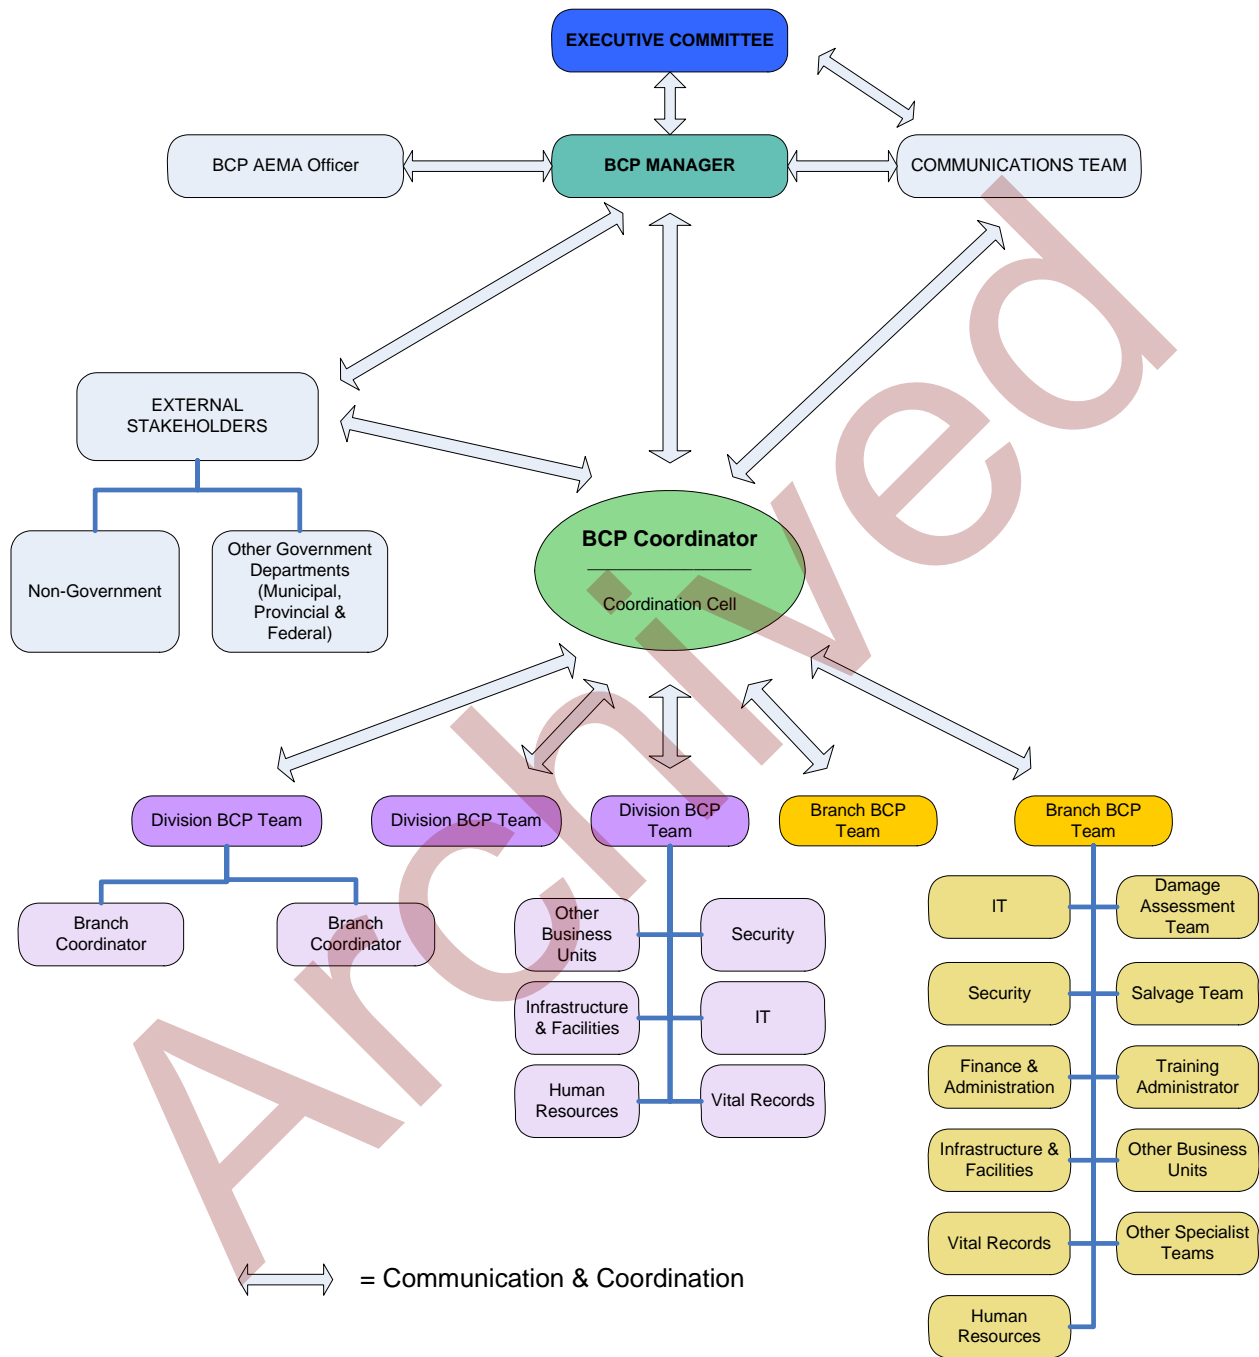 EXECUTIVE COMMITTEE
BCP AEMA Officer
BCP MANAGER
COMMUNICATIONS TEAM
EXTERNAL
STAKEHOLDERS
Non-Government
Other Government
Departments
(Municipal,
Provincial &
Federal)
BCP Coordinator
Coordination Cell
Division BCP Team
Division BCP Team
Division BCP
Team
Branch BCP
Team
Branch BCP
Team
Branch
Coordinator
Branch
Coordinator
Other
Business
Units
Security
Infrastructure
& Facilities
IT
Human
Resources
Vital Records
IT
Damage
Assessment
Team
Security
Salvage Team
Finance &
Administration
Training
Administrator
Infrastructure &
Facilities
Other Business
Units
Vital Records
Other Specialist
Teams
Human
Resources
= Communication & Coordination
Archived